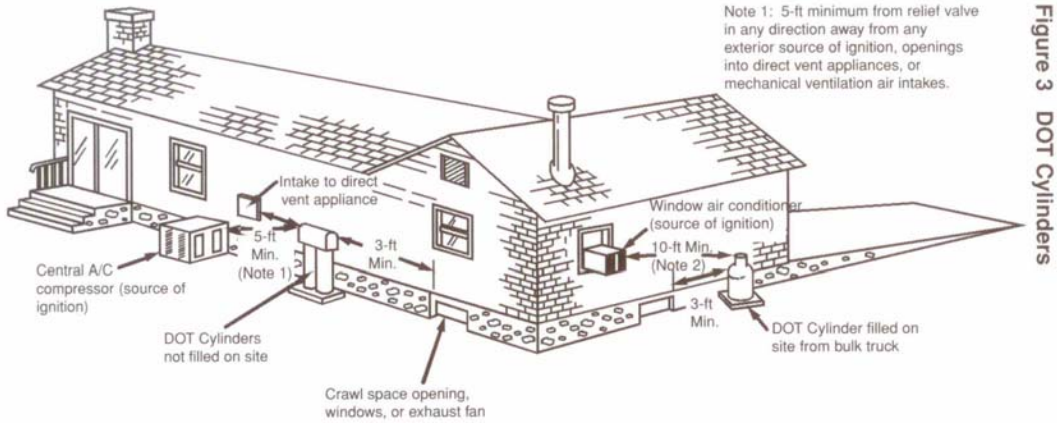 Note 1: 5-ft minimum from relief valve
in any direction away from any
exterior source of ignition, openings
into direct vent appliances, or
mechanical ventilation air intakes.
Figure 3 DOT Cylinders
Intake to direct
vent appliance
Window air conditioner
(source of ignition)
5-ft
Min.
(Note 1)
3-ft
Min.
10-ft Min.
(Note 2)
3-ft
Min.
Central A/C
compressor (source of
ignition)
DOT Cylinders
not filled on site
DOT Cylinder filled on
site from bulk truck
Crawl space opening,
windows, or exhaust fan